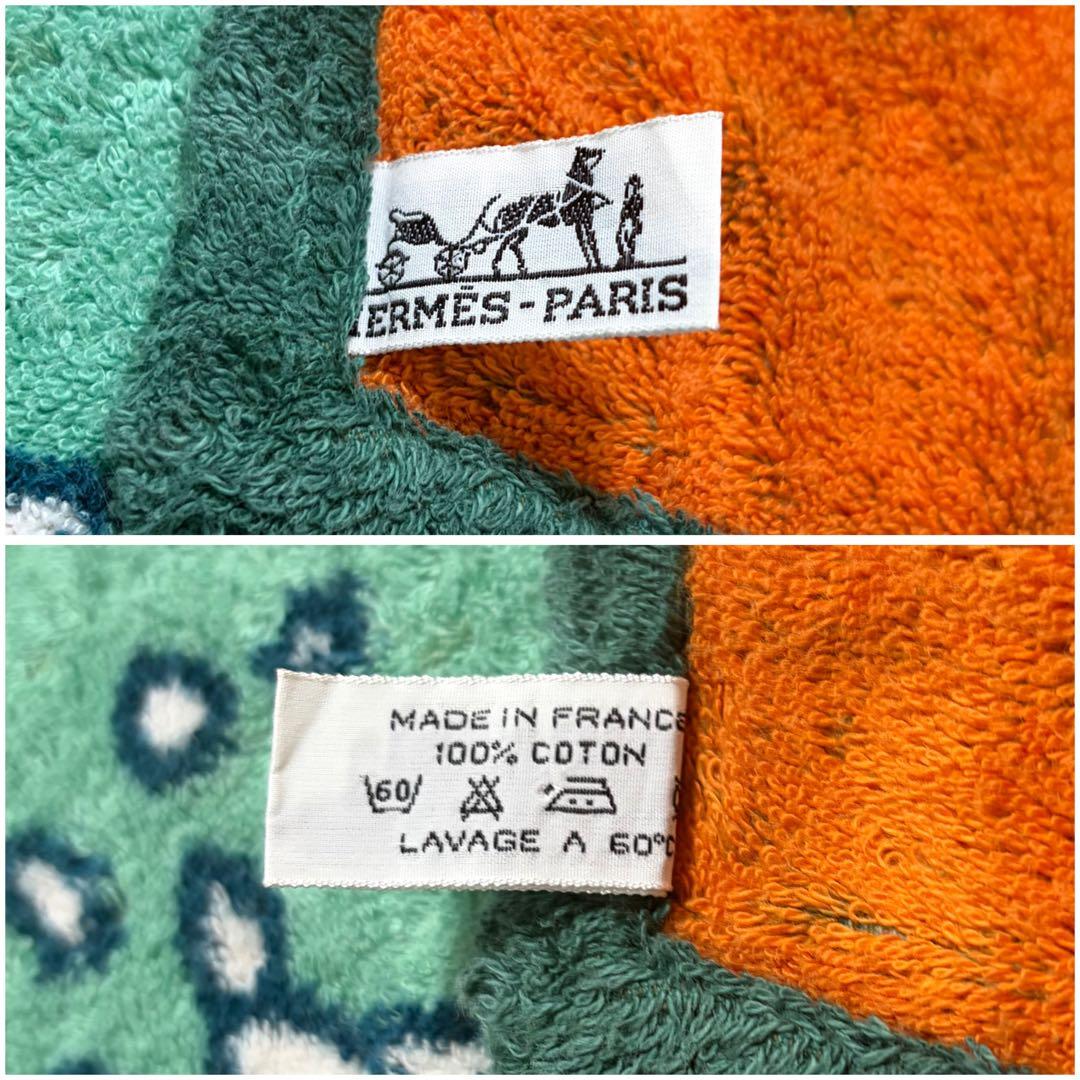 HERMÈS-PARIS
MADE IN FRANCE
100% COTON
60
LAVAGE A 60°C